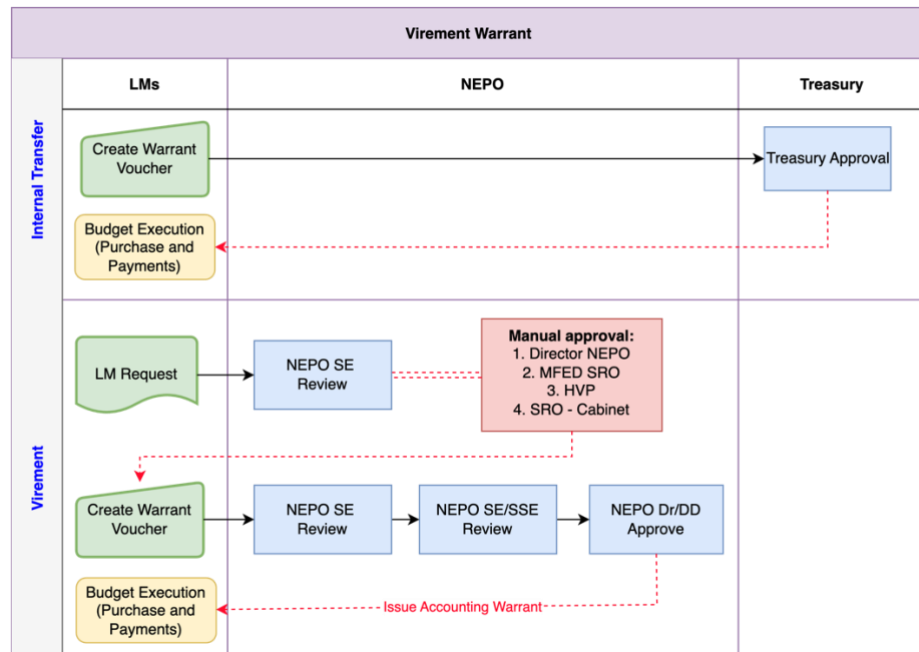 Virement Warrant
LMs
NEPO
Treasury
Internal Transfer
Create Warrant
Voucher
Treasury Approval
Budget Execution
(Purchase and
Payments)
Virement
LM Request
NEPO SE
Review
Manual approval:
1. Director NEPO
2. MFED SRO
3. HVP
4. SRO - Cabinet
Create Warrant
Voucher
NEPO SE
Review
NEPO SE/SSE
Review
NEPO Dr/DD
Approve
Budget Execution
(Purchase and
Payments)
Issue Accounting Warrant